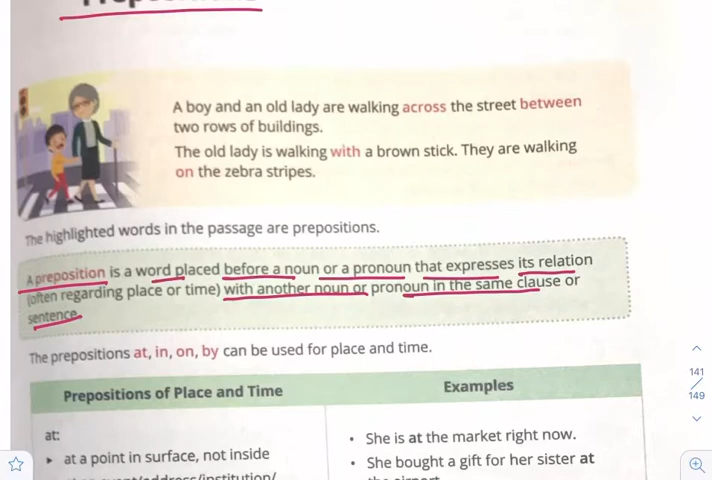 A boy and an old lady are walking across the street between
two rows of buildings.
The old lady is walking with a brown stick. They are walking
on the zebra stripes.
The highlighted words in the passage are prepositions.
A preposition is a word placed before a noun or a pronoun that expresses its relation
(often regarding place or time) with another noun or pronoun in the same clause or
sentence.
The prepositions at, in, on, by can be used for place and time.
Prepositions of Place and Time
Examples
at:
▸ at a point in surface, not inside
• She is at the market right now.
• She bought a gift for her sister at
141
/
149